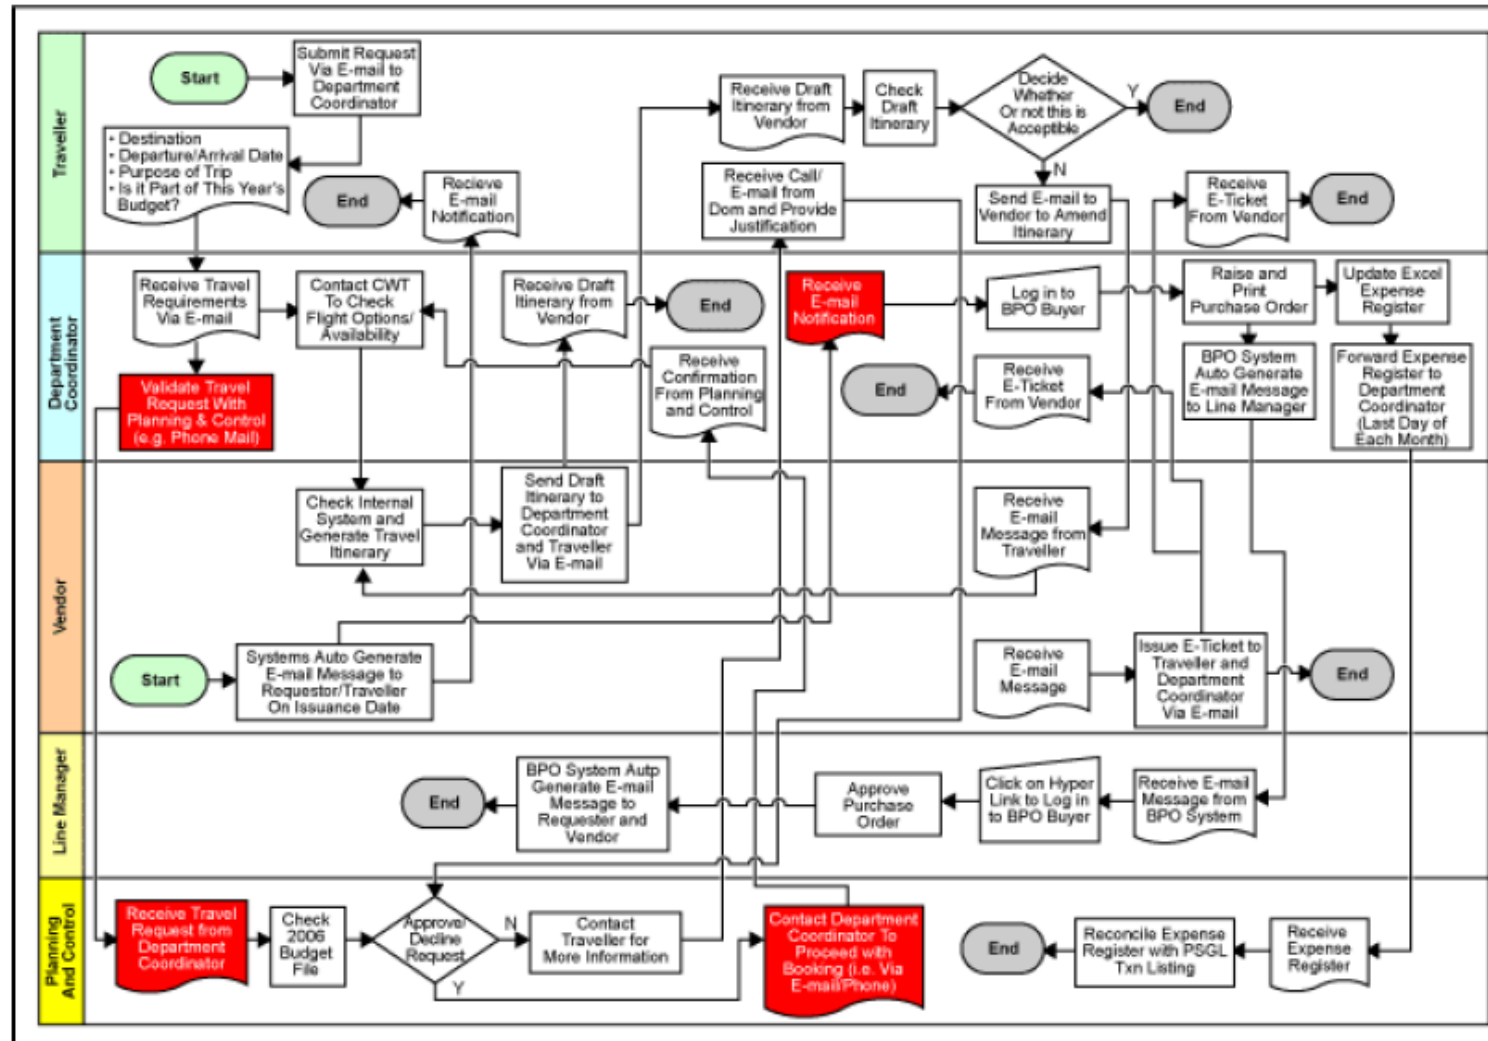 Traveller
Start
Submit Request
Via E-mail to
Department
Coordinator
• Destination
• Departure/Arrival Date
• Purpose of Trip
• Is it Part of This Year's
Budget?
End
Recieve
E-mail
Notification
Receive Draft
Itinerary from
Vendor
Check
Draft
Itinerary
Decide
Whether
Or not this is
Acceptible
Y
End
N
Receive Call/
E-mail from
Dom and Provide
Justification
Send E-mail to
Vendor to Amend
Itinerary
Receive
E-Ticket
From Vendor
End
Department
Coordinator
Receive Travel
Requirements
Via E-mail
Contact CWT
To Check
Flight Options/
Availability
Receive Draft
Itinerary from
Vendor
End
Receive
E-mail
Notification
Log in to
BPO Buyer
Raise and
Print
Purchase Order
Update Excel
Expense
Register
Validate Travel
Request With
Planning & Control
(e.g. Phone Mail)
Receive
Confirmation
From Planning
and Control
End
Receive
E-Ticket
From Vendor
BPO System
Auto Generate
E-mail Message
to Line Manager
Forward Expense
Register to
Department
Coordinator
(Last Day of
Each Month)
Vendor
Check Internal
System and
Generate Travel
Itinerary
Send Draft
Itinerary to
Department
Coordinator
and Traveller
Via E-mail
Receive
E-mail
Message from
Traveller
Start
Systems Auto Generate
E-mail Message to
Requestor/Traveller
On Issuance Date
Receive
E-mail
Message
Issue E-Ticket to
Traveller and
Department
Coordinator
Via E-mail
End
Line Manager
End
BPO System Autp
Generate E-mail
Message to
Requester and
Vendor
Approve
Purchase
Order
Click on Hyper
Link to Log in
to BPO Buyer
Receive E-mail
Message from
BPO System
Planning
And Control
Receive Travel
Request from
Department
Coordinator
Check
2006
Budget
File
Approve/
Decline
Request
N
Y
Contact
Traveller for
More Information
Contact Department
Coordinator To
Proceed with
Booking (i.e. Via
E-mail/Phone)
End
Reconcile Expense
Register with PSGL
Txn Listing
Receive
Expense
Register